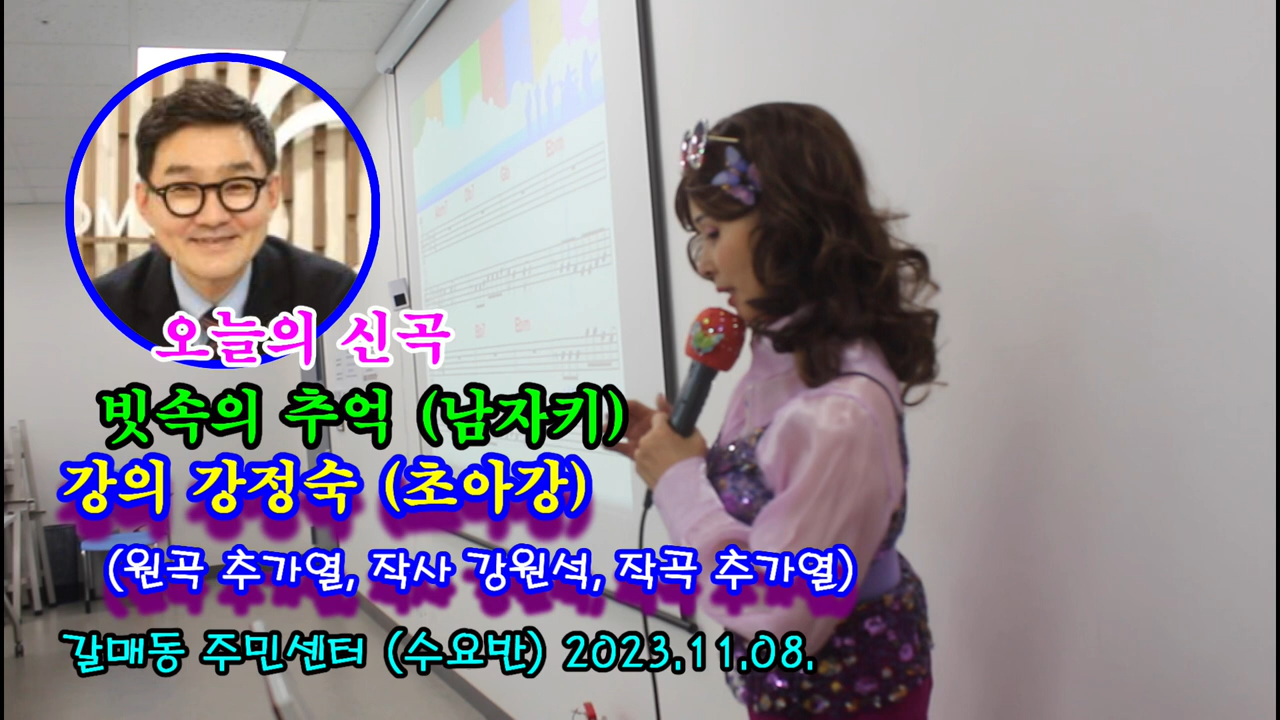 오늘의 신곡
빗속의 추억 (남자키)
강의 강정숙 (초아강)
(원곡 추가열, 작사 강원석, 작곡 추가열)
갈매동 주민센터 (수요반) 2023.11.08.